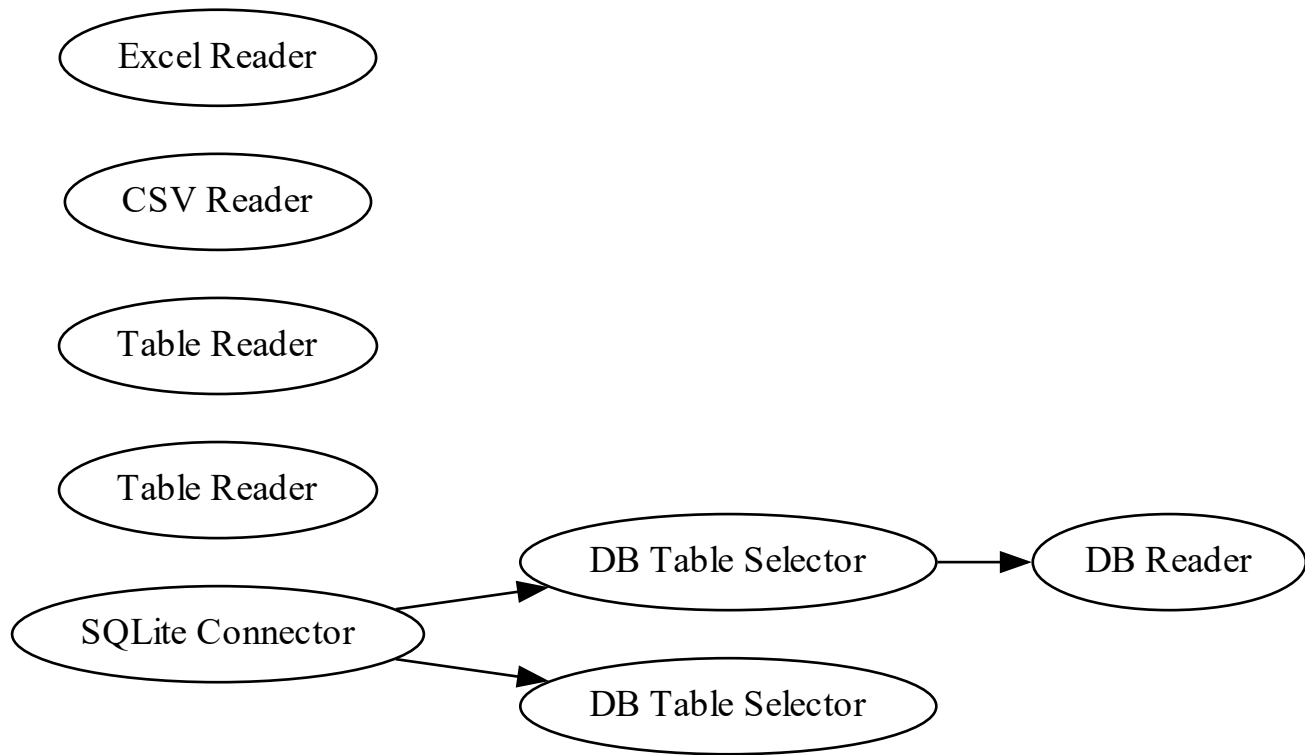 Excel Reader
CSV Reader
Table Reader
Table Reader
SQLite Connector
DB Table Selector
DB Reader
DB Table Selector